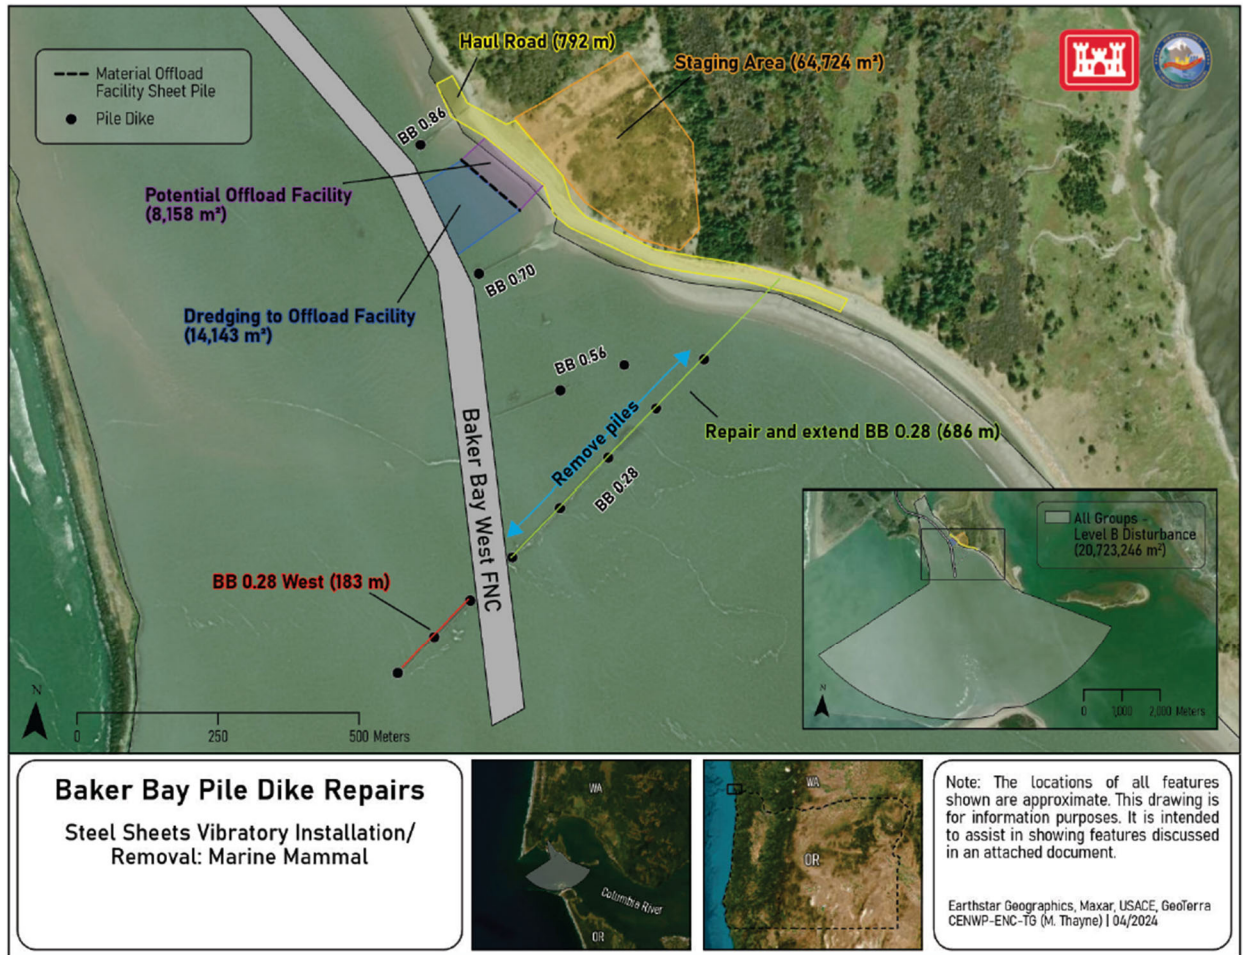 Haul Road (792 m)
Staging Area (64,724 m²)
Material Offload
Facility Sheet Pile
Pile Dike
BB 0.86
Potential Offload Facility
(8,158 m²)
BB 0.70
Dredging to Offload Facility
(14,143 m²)
BB 0.56
Remove piles
Repair and extend BB 0.28 (686 m)
BB 0.28
Baker Bay West FNC
BB 0.28 West (183 m)
All Groups -
Level B Disturbance
(20,723,246 m²)
N
0 1,000 2,000 Meters
N
0 250 500 Meters
Baker Bay Pile Dike Repairs
Steel Sheets Vibratory Installation/
Removal: Marine Mammal
WA
Columbia River
OR
WA
OR
Note: The locations of all features
shown are approximate. This drawing is
for information purposes. It is intended
to assist in showing features discussed
in an attached document.
Earthstar Geographics, Maxar, USACE, GeoTerra
CENWP-ENC-TG (M. Thayne) | 04/2024